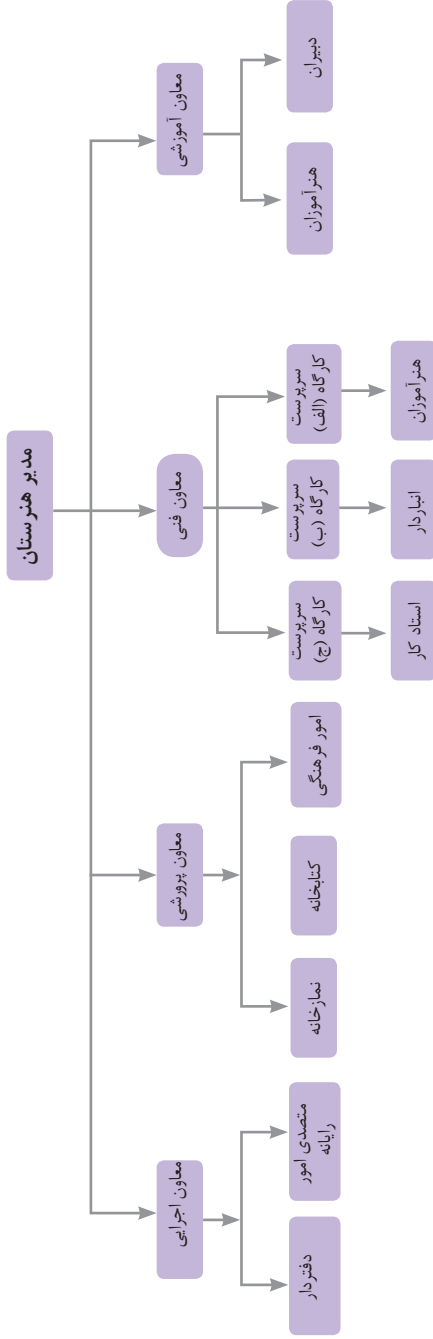 مدیر هنرستان
معاون آموزشی
معاون فنی
معاون پرورشی
معاون اجرایی
دبیران
هنرآموزان
سرپرست
کارگاه (الف)
سرپرست
کارگاه (ب)
سرپرست
کارگاه (ج)
امور فرهنگی
کتابخانه
نمازخانه
متصدی امور
رایانه
دفتردار
هنرآموزان
انباردار
استاد کار